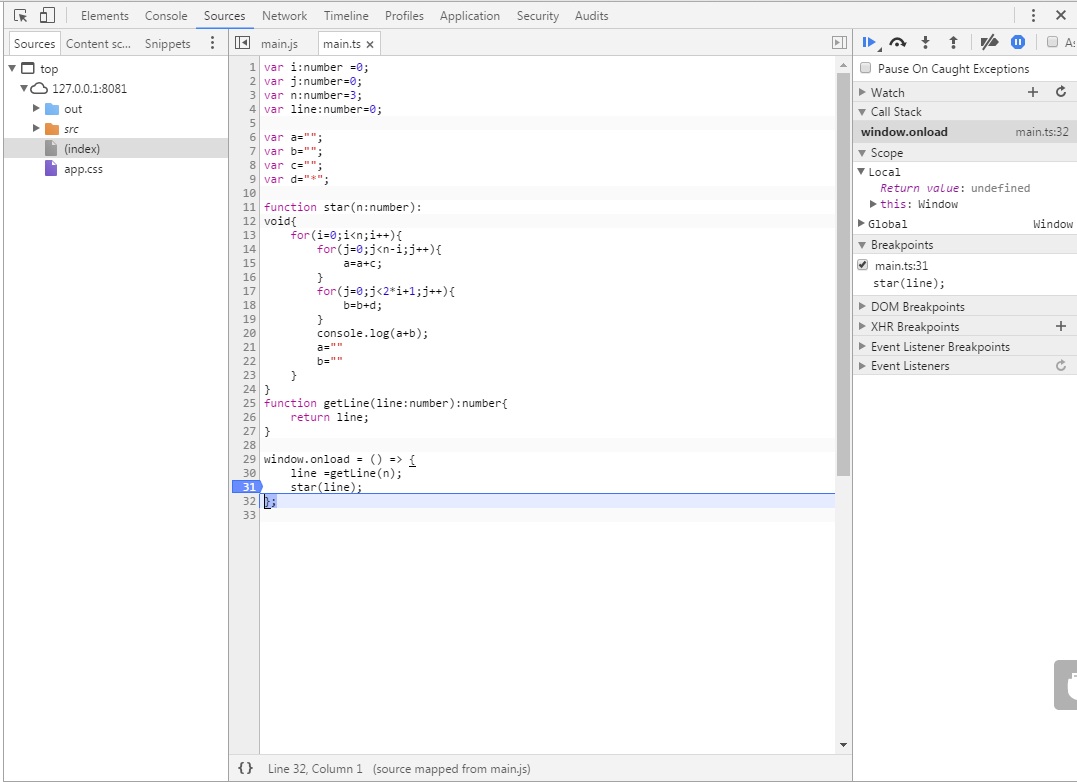 Elements Console Sources Network Timeline Profiles Application Security Audits
Sources Content sc... Snippets
main.js main.ts
top
127.0.0.1:8081
out
src
(index)
app.css
1 var i:number =0;
2 var j:number=0;
3 var n:number=3;
4 var line:number=0;
5
6 var a="";
7 var b="";
8 var c="";
9 var d="*";
10
11 function star(n:number):
12 void{
13     for(i=0;i<n;i++){
14         for(j=0;j<n-i;j++){
15             a=a+c;
16         }
17         for(j=0;j<2*i+1;j++){
18             b=b+d;
19         }
20         console.log(a+b);
21         a=""
22         b=""
23     }
24 }
25 function getLine(line:number):number{
26     return line;
27 }
28
29 window.onload = () => {
30     line =getLine(n);
31     star(line);
32 };
33
{} Line 32, Column 1 (source mapped from main.js)
As
Pause On Caught Exceptions
Watch
Call Stack
window.onload main.ts:32
Scope
Local
Return value: undefined
this: Window
Global Window
Breakpoints
main.ts:31
star(line);
DOM Breakpoints
XHR Breakpoints
Event Listener Breakpoints
Event Listeners